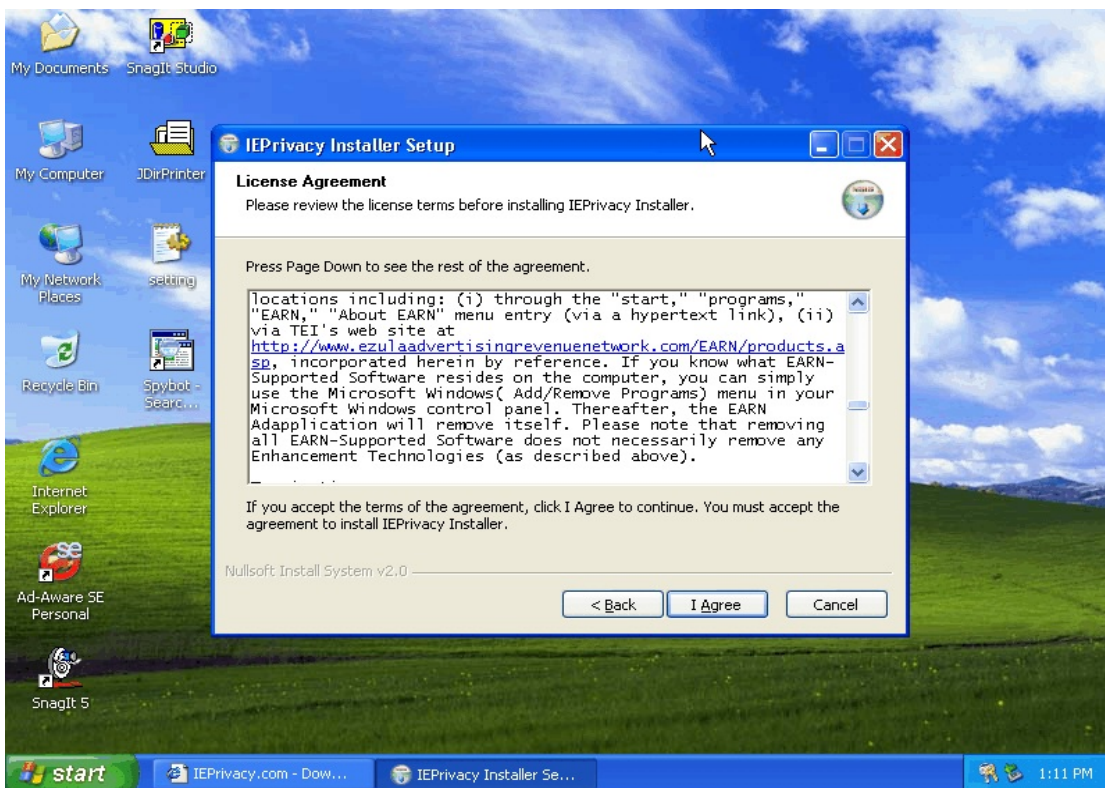 My Documents
SnagIt Studio
My Computer
JDirPrinter
My Network
Places
setting
Recycle Bin
Spybot -
Searc...
Internet
Explorer
Ad-Aware SE
Personal
SnagIt 5
IEPrivacy Installer Setup
License Agreement
Please review the license terms before installing IEPrivacy Installer.
Press Page Down to see the rest of the agreement.
locations including: (i) through the "start," "programs,"
"EARN," "About EARN" menu entry (via a hypertext link), (ii)
via TEI's web site at
http://www.ezulaadvertisingrevenuenetwork.com/EARN/products.a
sp, incorporated herein by reference. If you know what EARN-
Supported Software resides on the computer, you can simply
use the Microsoft Windows( Add/Remove Programs) menu in your
Microsoft Windows control panel. Thereafter, the EARN
Adapplication will remove itself. Please note that removing
all EARN-Supported Software does not necessarily remove any
Enhancement Technologies (as described above).
If you accept the terms of the agreement, click I Agree to continue. You must accept the
agreement to install IEPrivacy Installer.
Nullsoft Install System v2.0
< Back
I Agree
Cancel
start
IEPrivacy.com - Dow...
IEPrivacy Installer Se...
1:11 PM